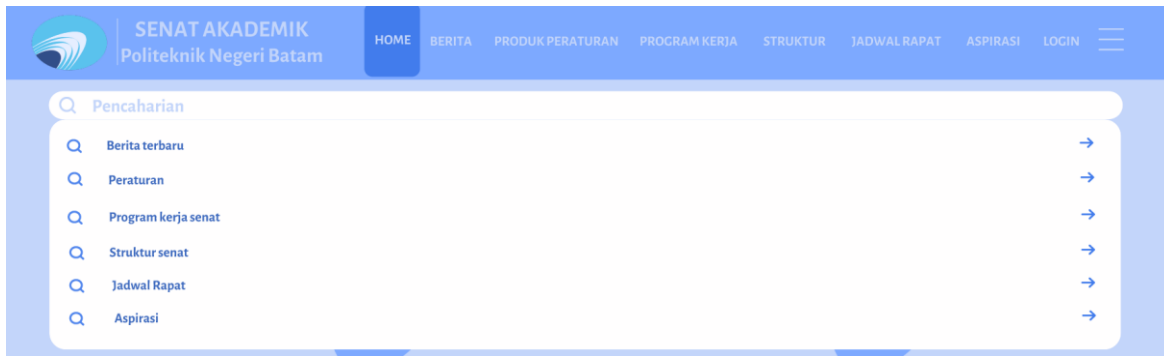 SENAT AKADEMIK
Politeknik Negeri Batam
HOME BERITA PRODUK PERATURAN PROGRAM KERJA STRUKTUR JADWAL RAPAT ASPIRASI LOGIN
Pencaharian
Berita terbaru
Peraturan
Program kerja senat
Struktur senat
Jadwal Rapat
Aspirasi